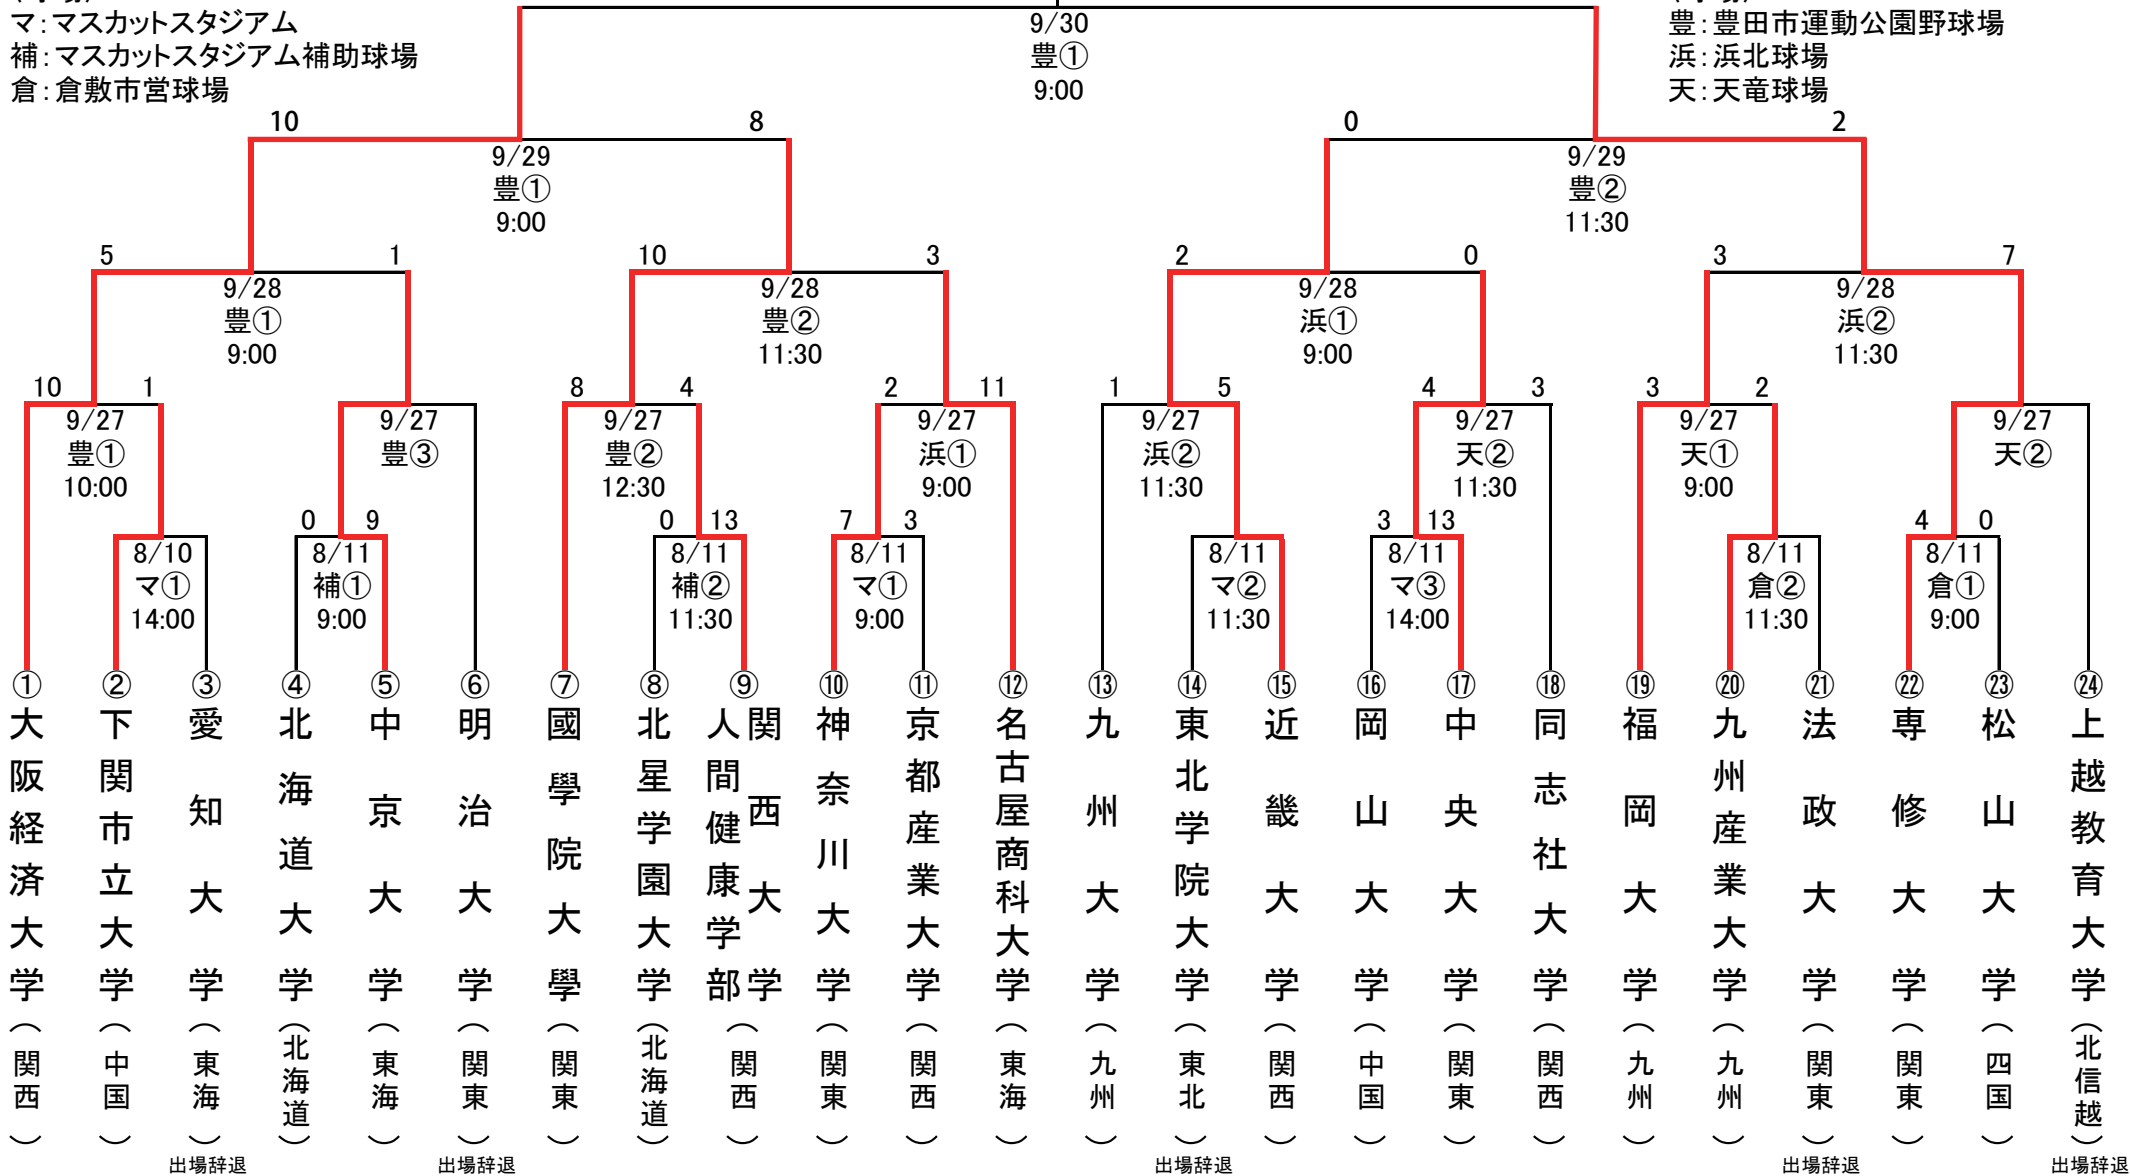 マ：マスカットスタジアム
補：マスカットスタジアム補助球場
倉：倉敷市営球場
豊：豊田市運動公園野球場
浜：浜北球場
天：天竜球場
9/30
豊①
9:00
10 8
9/29
豊①
9:00
0 2
9/29
豊②
11:30
5 1
9/28
豊①
9:00
10 3
9/28
豊②
11:30
2 0
9/28
浜①
9:00
3 7
9/28
浜②
11:30
10 1
9/27
豊①
10:00
9/27
豊③
8 4
9/27
豊②
12:30
2 11
9/27
浜①
9:00
1 5
9/27
浜②
11:30
4 3
9/27
天②
11:30
3 2
9/27
天①
9:00
9/27
天②
8/10
マ①
14:00
0 9
8/11
補①
9:00
0 13
8/11
補②
11:30
7 3
8/11
マ①
9:00
8/11
マ②
11:30
3 13
8/11
マ③
14:00
8/11
倉②
11:30
4 0
8/11
倉①
9:00
①
大阪経済大学
（関西）
②
下関市立大学
（中国）
③
愛知大学
（東海）
出場辞退
④
北海道大学
（北海道）
⑤
中京大学
（東海）
⑥
明治大学
（関東）
出場辞退
⑦
國學院大學
（関東）
⑧
北星学園大学
（北海道）
⑨
関西大学
人間健康学部
（関西）
⑩
神奈川大学
（関東）
⑪
京都産業大学
（関西）
⑫
名古屋商科大学
（東海）
⑬
九州大学
（九州）
⑭
東北学院大学
（東北）
出場辞退
⑮
近畿大学
（関西）
⑯
岡山大学
（中国）
⑰
中央大学
（関東）
⑱
同志社大学
（関西）
⑲
福岡大学
（九州）
⑳
九州産業大学
（九州）
㉑
法政大学
（関東）
出場辞退
㉒
専修大学
（関東）
㉓
松山大学
（四国）
㉔
上越教育大学
（北信越）
出場辞退